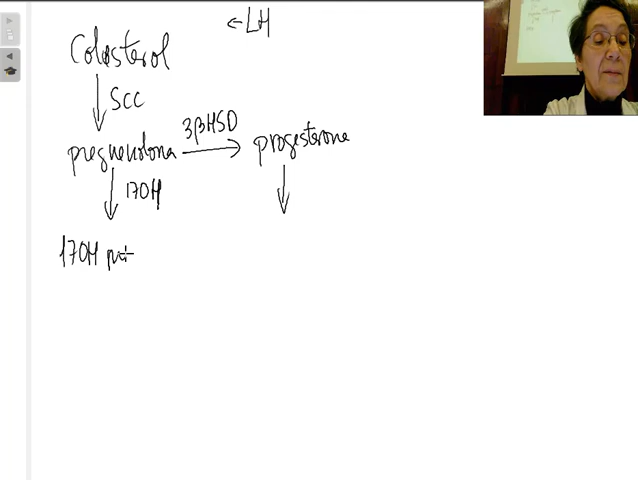 ← LH
Colesterol
↓ SCC
pregnenolona 3βHSD → progesterona
↓ 17OH ↓
17OH